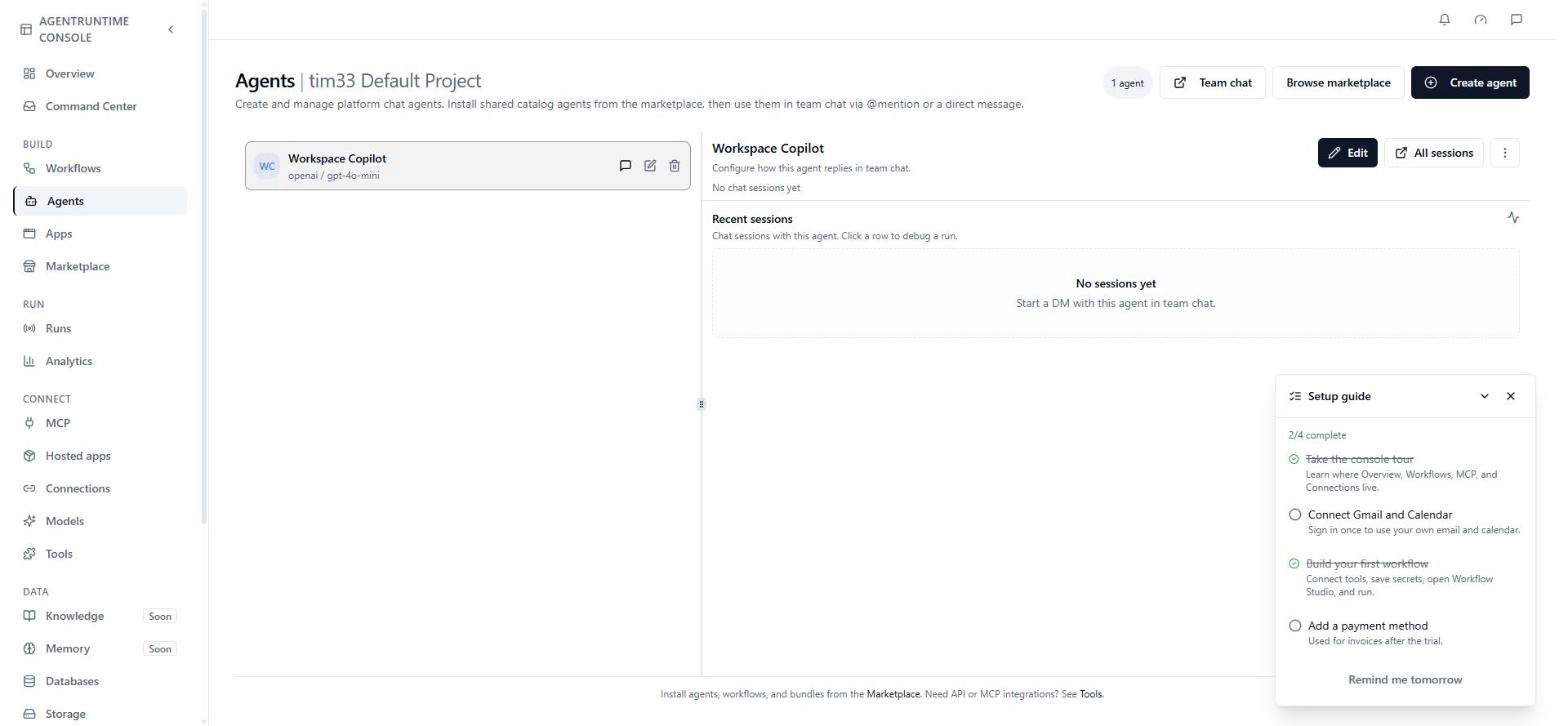 AGENTRUNTIME
CONSOLE
Overview
Command Center
BUILD
Workflows
Agents
Apps
Marketplace
RUN
Runs
Analytics
CONNECT
MCP
Hosted apps
Connections
Models
Tools
DATA
Knowledge Soon
Memory Soon
Databases
Storage
Agents | tim33 Default Project
Create and manage platform chat agents. Install shared catalog agents from the marketplace, then use them in team chat via @mention or a direct message.
1 agent
Team chat
Browse marketplace
Create agent
WC
Workspace Copilot
openai / gpt-4o-mini
Workspace Copilot
Configure how this agent replies in team chat.
No chat sessions yet
Edit
All sessions
Recent sessions
Chat sessions with this agent. Click a row to debug a run.
No sessions yet
Start a DM with this agent in team chat.
Setup guide
2/4 complete
Take the console tour
Learn where Overview, Workflows, MCP, and
Connections live.
Connect Gmail and Calendar
Sign in once to use your own email and calendar.
Build your first workflow
Connect tools, save secrets, open Workflow
Studio, and run.
Add a payment method
Used for invoices after the trial.
Remind me tomorrow
Install agents, workflows, and bundles from the Marketplace. Need API or MCP integrations? See Tools.